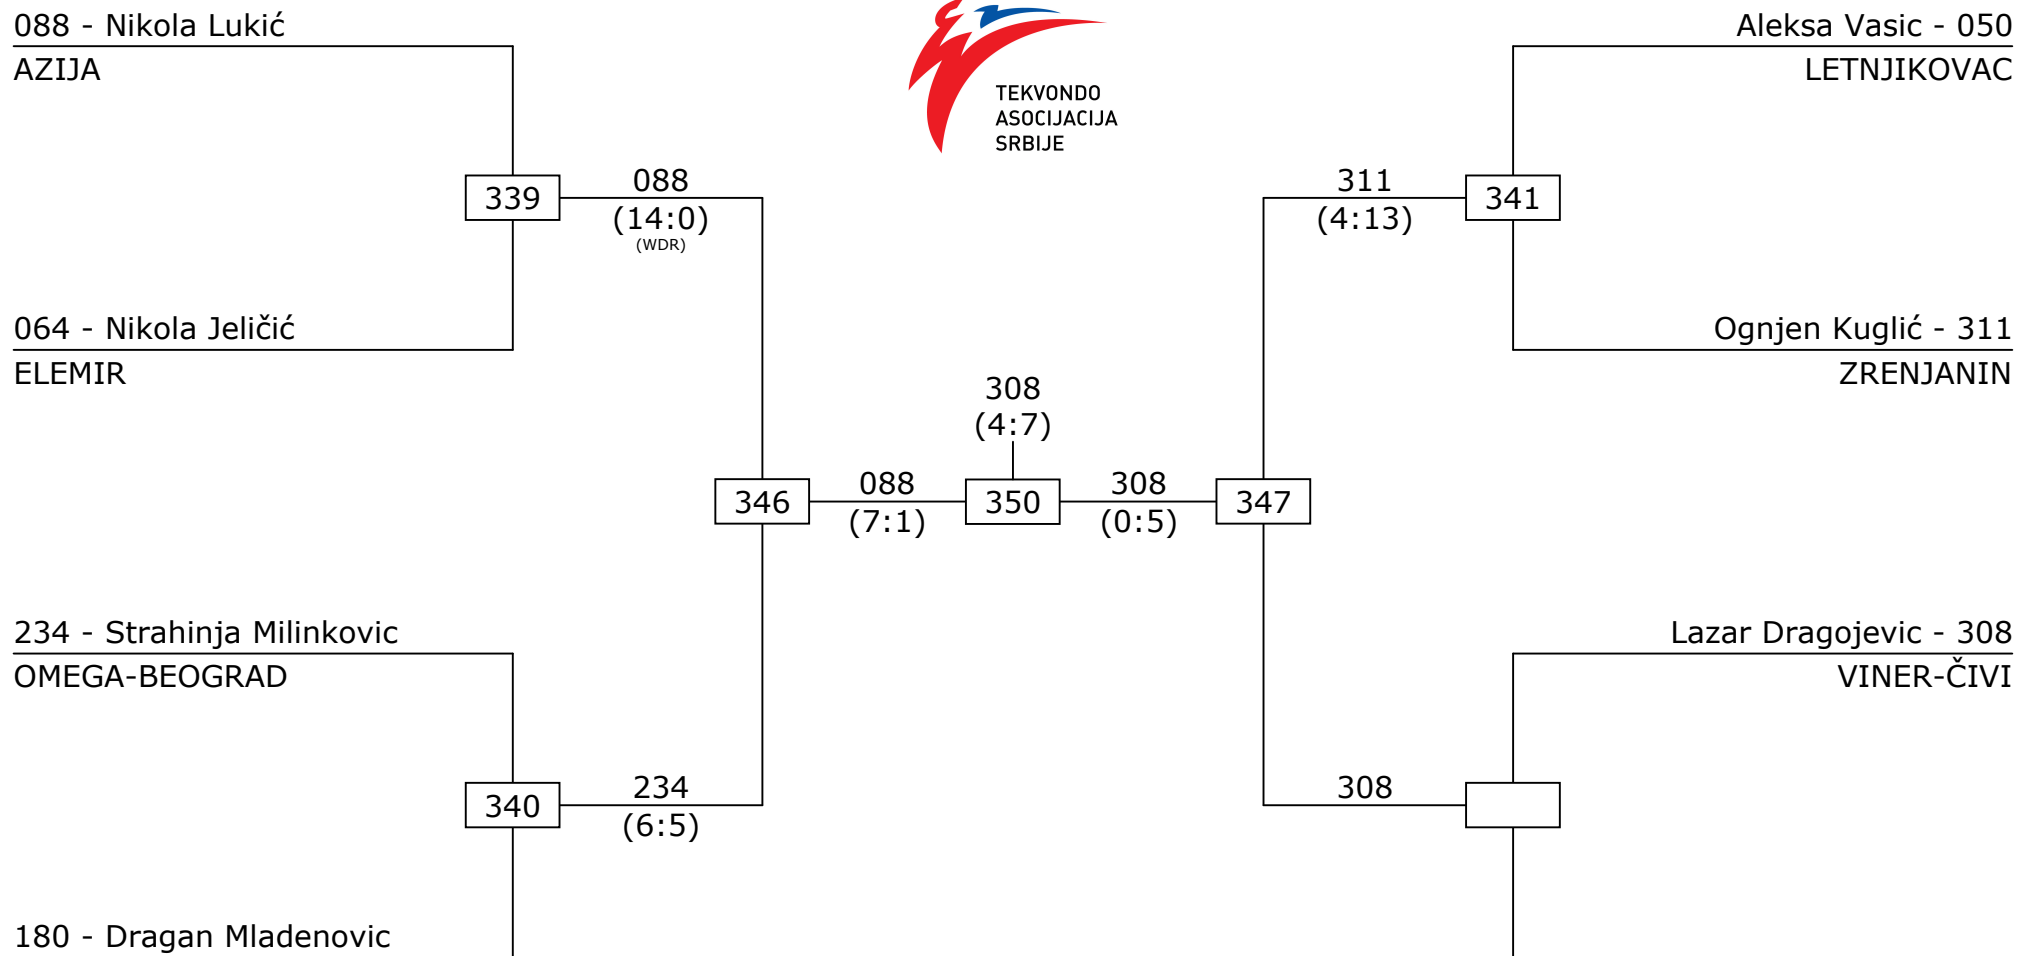 088 - Nikola Lukić
AZIJA
TEKVONDO
ASOCIJACIJA
SRBIJE
Aleksa Vasic - 050
LETNJIKOVAC
339
088
(14:0)
(WDR)
311
(4:13)
341
064 - Nikola Jeličić
ELEMIR
Ognjen Kuglić - 311
ZRENJANIN
308
(4:7)
346
088
(7:1)
350
308
(0:5)
347
234 - Strahinja Milinkovic
OMEGA-BEOGRAD
Lazar Dragojevic - 308
VINER-ČIVI
340
234
(6:5)
308
180 - Dragan Mladenovic